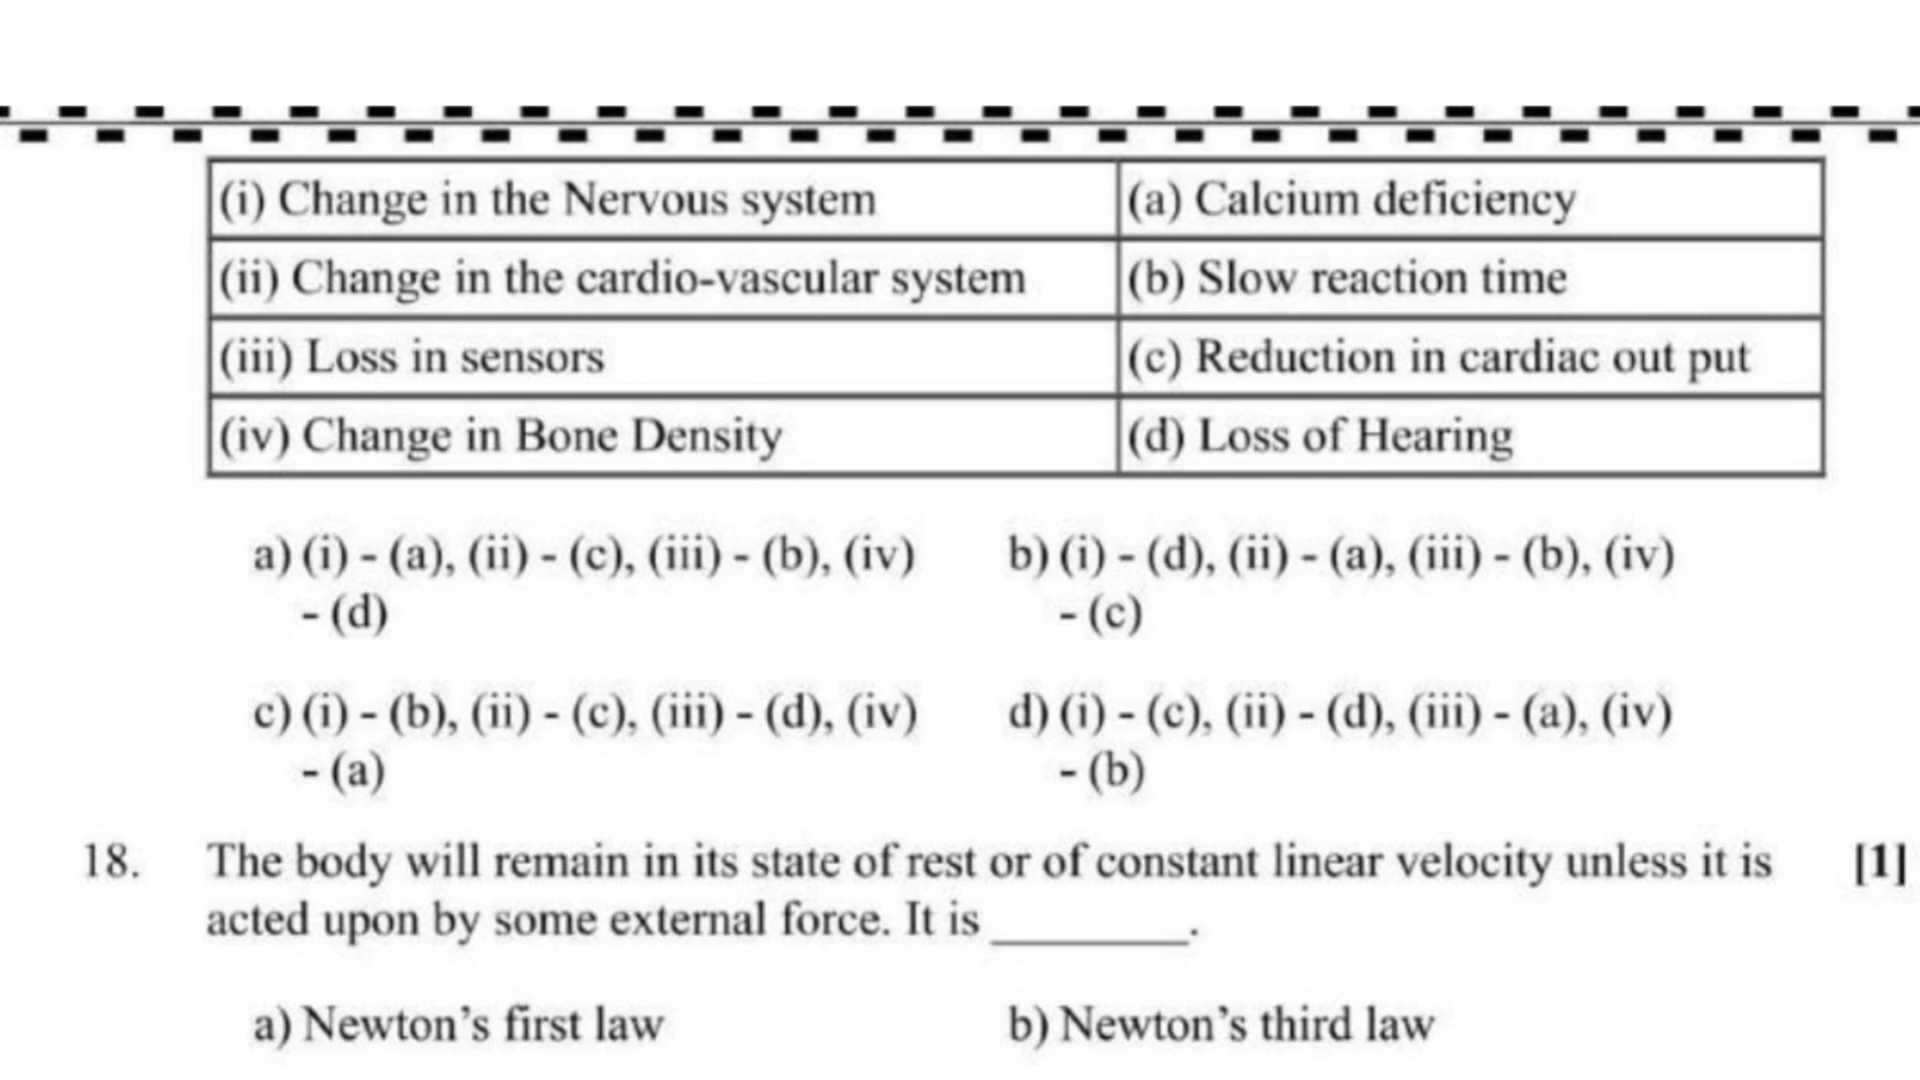 (i) Change in the Nervous system (a) Calcium deficiency
(ii) Change in the cardio-vascular system (b) Slow reaction time
(iii) Loss in sensors (c) Reduction in cardiac out put
(iv) Change in Bone Density (d) Loss of Hearing
a) (i) - (a), (ii) - (c), (iii) - (b), (iv) b) (i) - (d), (ii) - (a), (iii) - (b), (iv)
- (d) - (c)
c) (i) - (b), (ii) - (c), (iii) - (d), (iv) d) (i) - (c), (ii) - (d), (iii) - (a), (iv)
- (a) - (b)
18. The body will remain in its state of rest or of constant linear velocity unless it is [1]
acted upon by some external force. It is ________.
a) Newton's first law b) Newton's third law